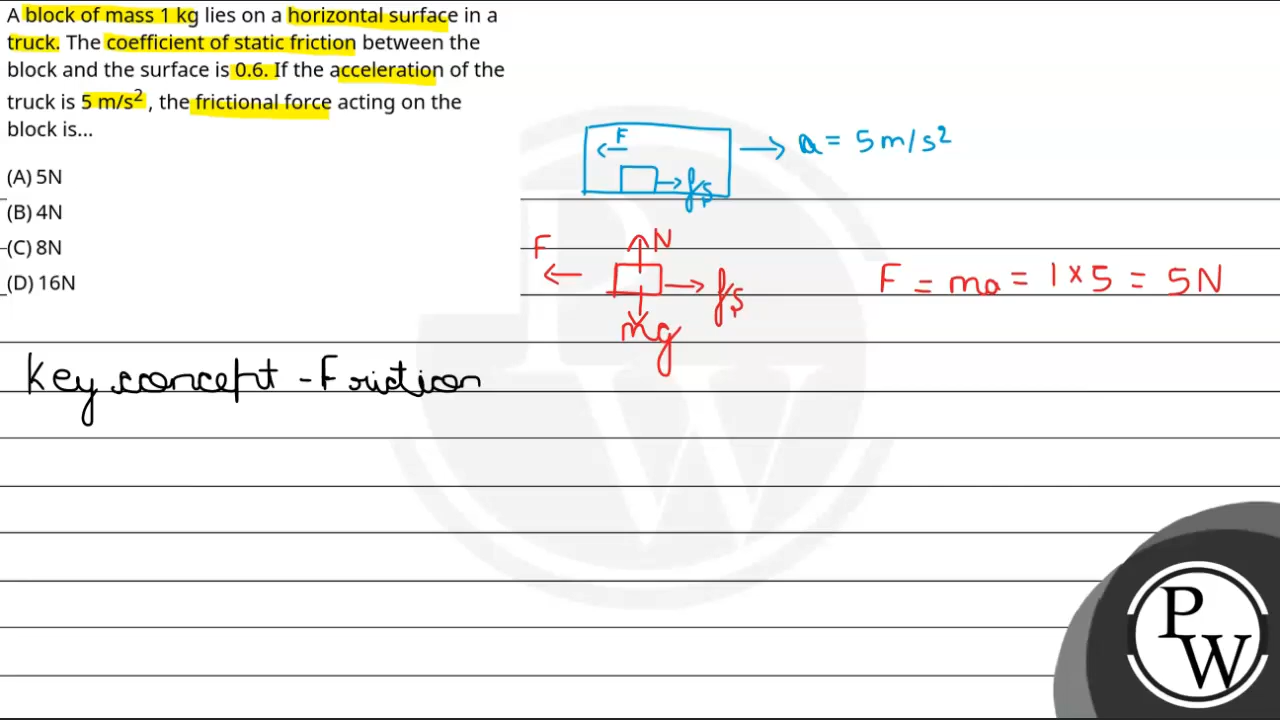 A block of mass 1 kg lies on a horizontal surface in a
truck. The coefficient of static friction between the
block and the surface is 0.6. If the acceleration of the
truck is 5 m/s², the frictional force acting on the
block is...
(A) 5N
(B) 4N
(C) 8N
(D) 16N
F
a = 5m/s²
fs
F
N
fs
mg
F = ma = 1 × 5 = 5N
Key concept - Friction
P
W
PW